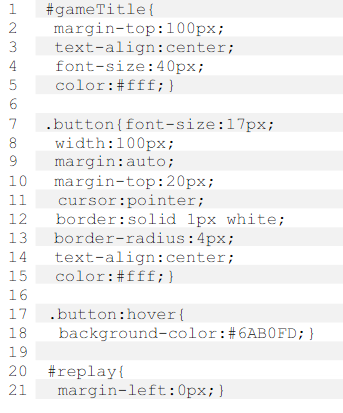 1 #gameTitle{
2 margin-top:100px;
3 text-align:center;
4 font-size:40px;
5 color:#fff;}
6
7 .button{font-size:17px;
8 width:100px;
9 margin:auto;
10 margin-top:20px;
11 cursor:pointer;
12 border:solid 1px white;
13 border-radius:4px;
14 text-align:center;
15 color:#fff;}
16
17 .button:hover{
18 background-color:#6AB0FD;}
19
20 #replay{
21 margin-left:0px;}